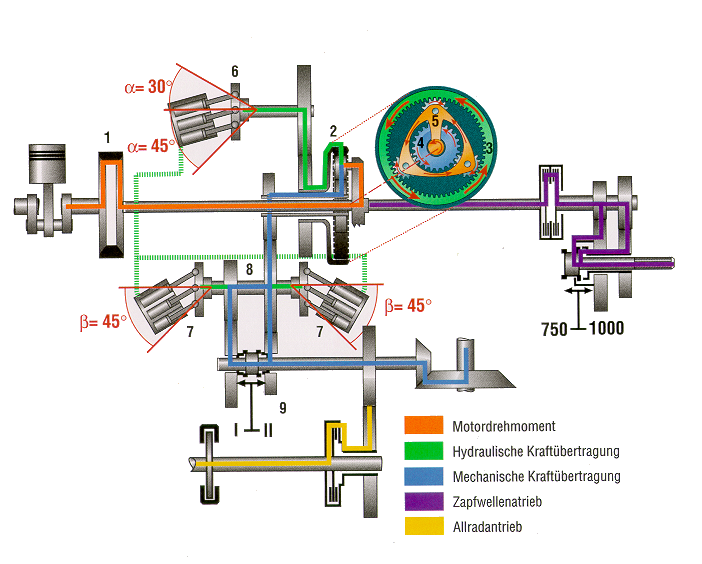 α= 30°
6
α= 45°
1
2
5
4
3
8
β= 45°
7
7
β= 45°
750 1000
9
I II
Motordrehmoment
Hydraulische Kraftübertragung
Mechanische Kraftübertragung
Zapfwellenatrieb
Allradantrieb